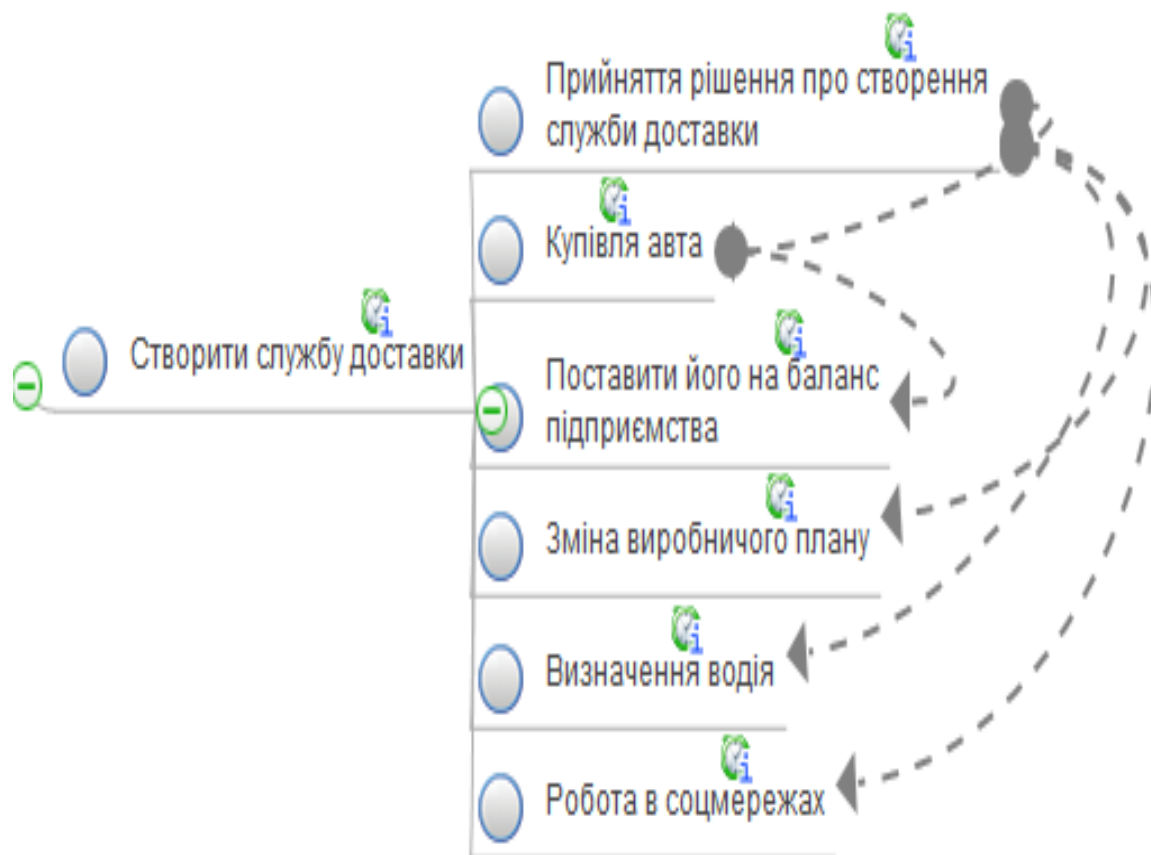 Прийняття рішення про створення
служби доставки
Купівля авта
Створити службу доставки
Поставити його на баланс
підприємства
Зміна виробничого плану
Визначення водія
Робота в соцмережах